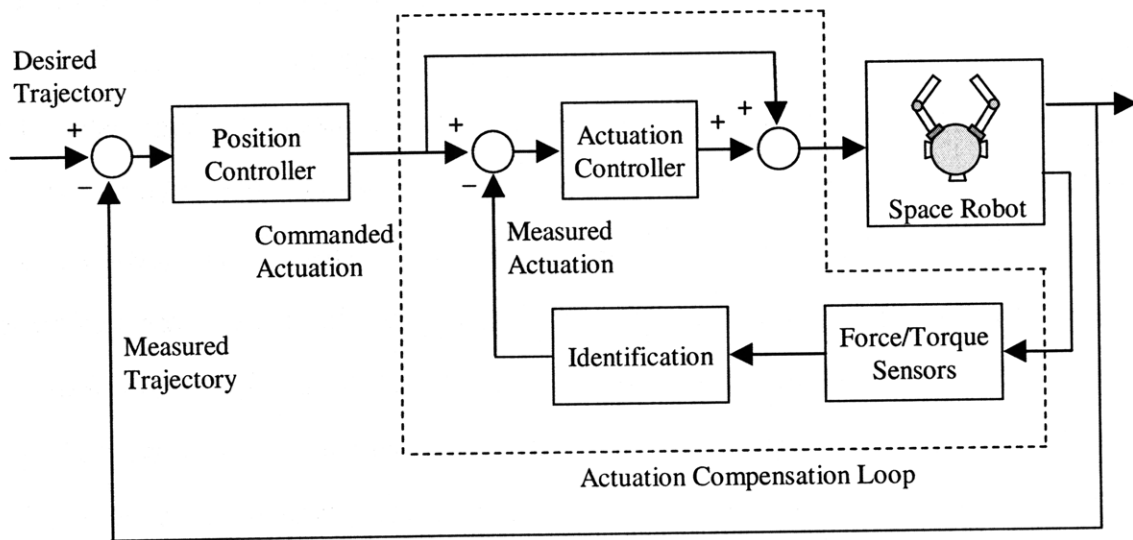 Desired
Trajectory
+
−
Position
Controller
Commanded
Actuation
+
−
Actuation
Controller
+
+
Measured
Actuation
Space Robot
Measured
Trajectory
Identification
Force/Torque
Sensors
Actuation Compensation Loop